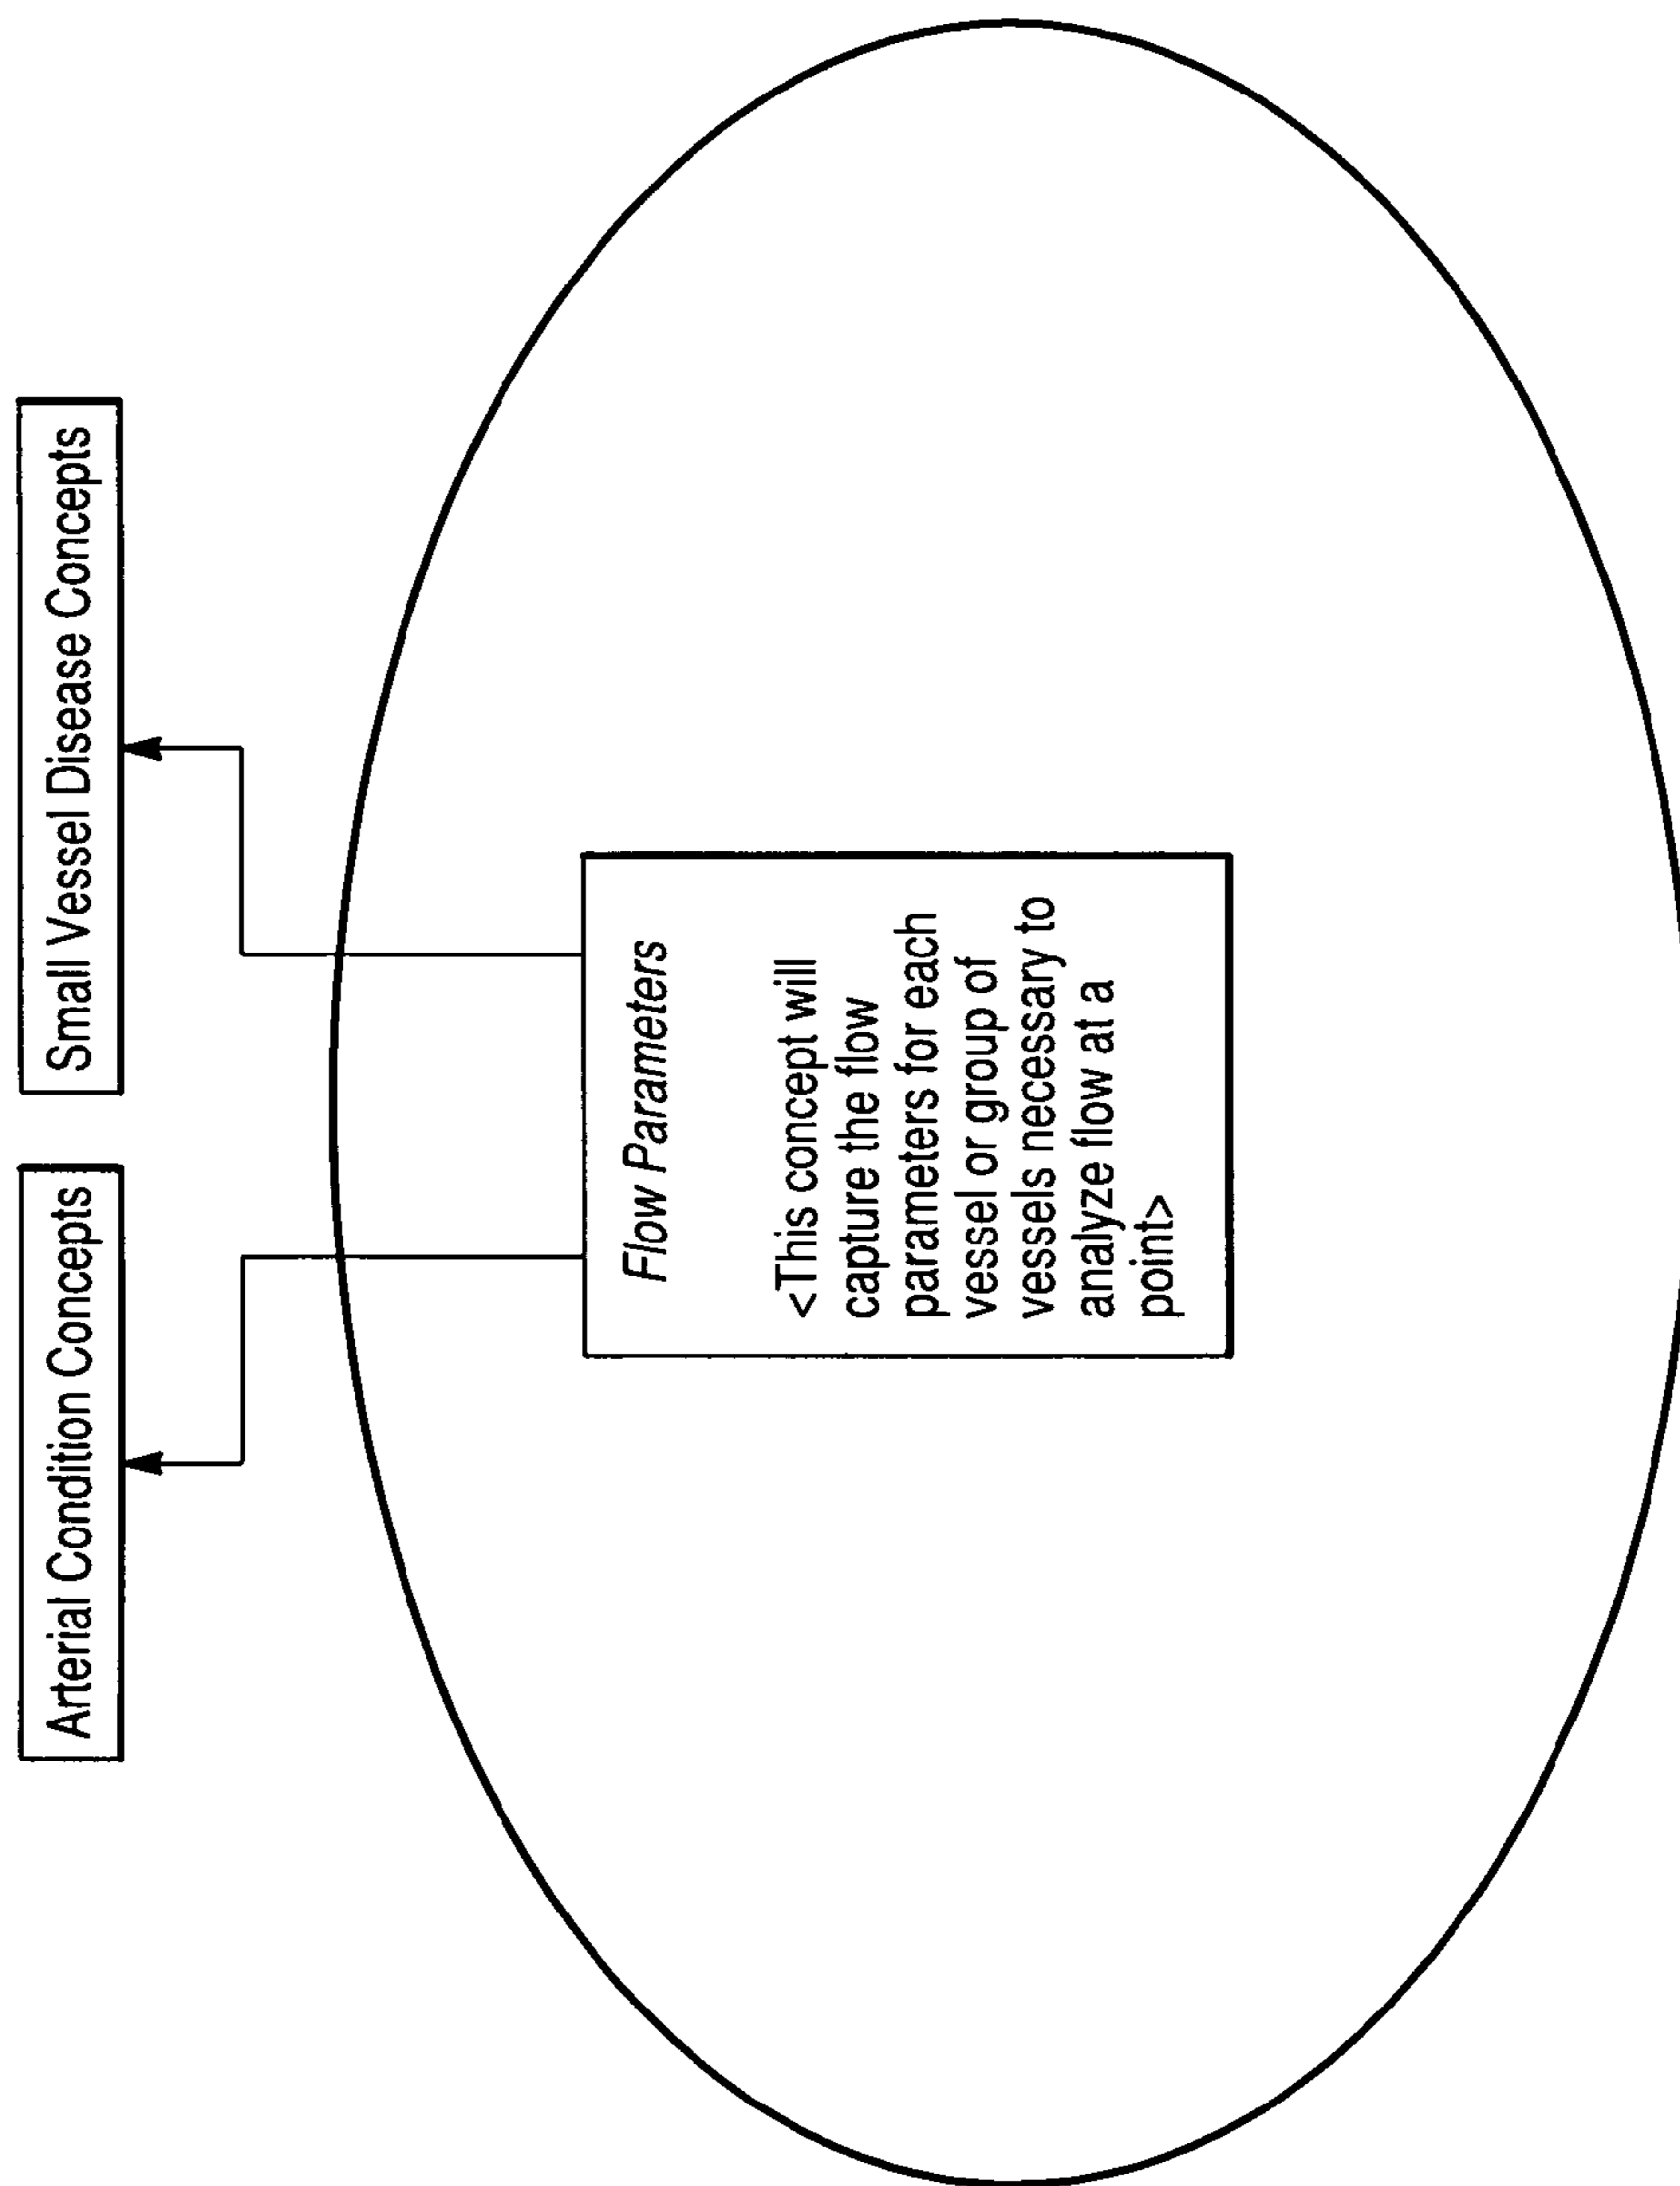 Arterial Condition Concepts
Small Vessel Disease Concepts
Flow Parameters
<This concept will
capture the flow
parameters for each
vessel or group of
vessels necessary to
analyze flow at a
point>